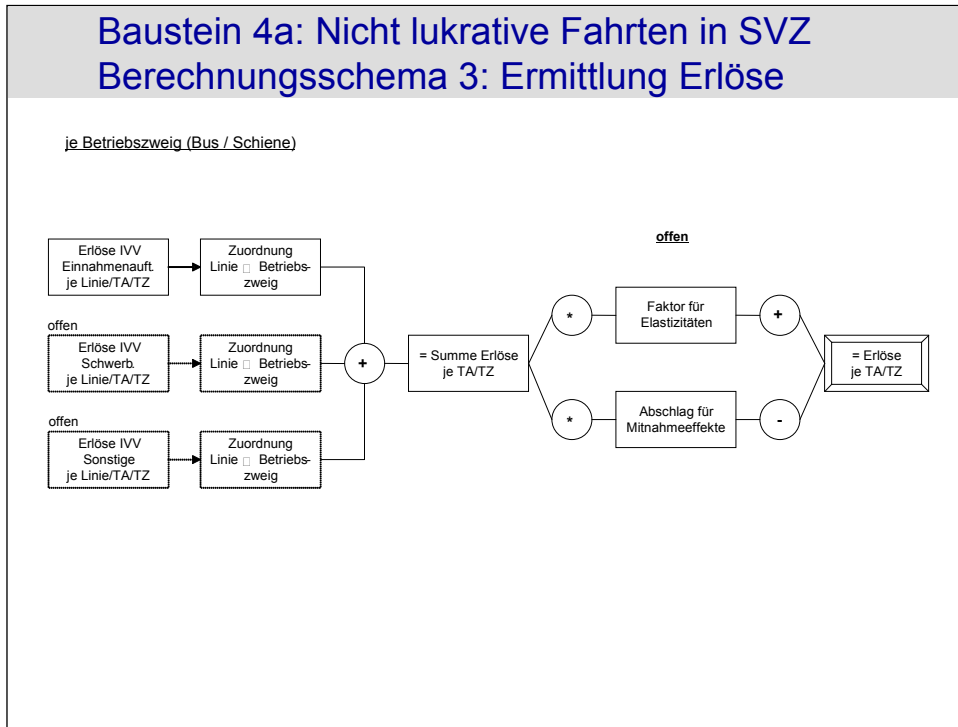 Baustein 4a: Nicht lukrative Fahrten in SVZ
Berechnungsschema 3: Ermittlung Erlöse
je Betriebszweig (Bus / Schiene)
Erlöse IVV
Einnahmenauft.
je Linie/TA/TZ
Zuordnung
Linie □ Betriebs-
zweig
offen
Erlöse IVV
Schwerb.
je Linie/TA/TZ
Zuordnung
Linie □ Betriebs-
zweig
offen
Erlöse IVV
Sonstige
je Linie/TA/TZ
Zuordnung
Linie □ Betriebs-
zweig
+
= Summe Erlöse
je TA/TZ
offen
*
Faktor für
Elastizitäten
+
*
Abschlag für
Mitnahmeeffekte
-
= Erlöse
je TA/TZ